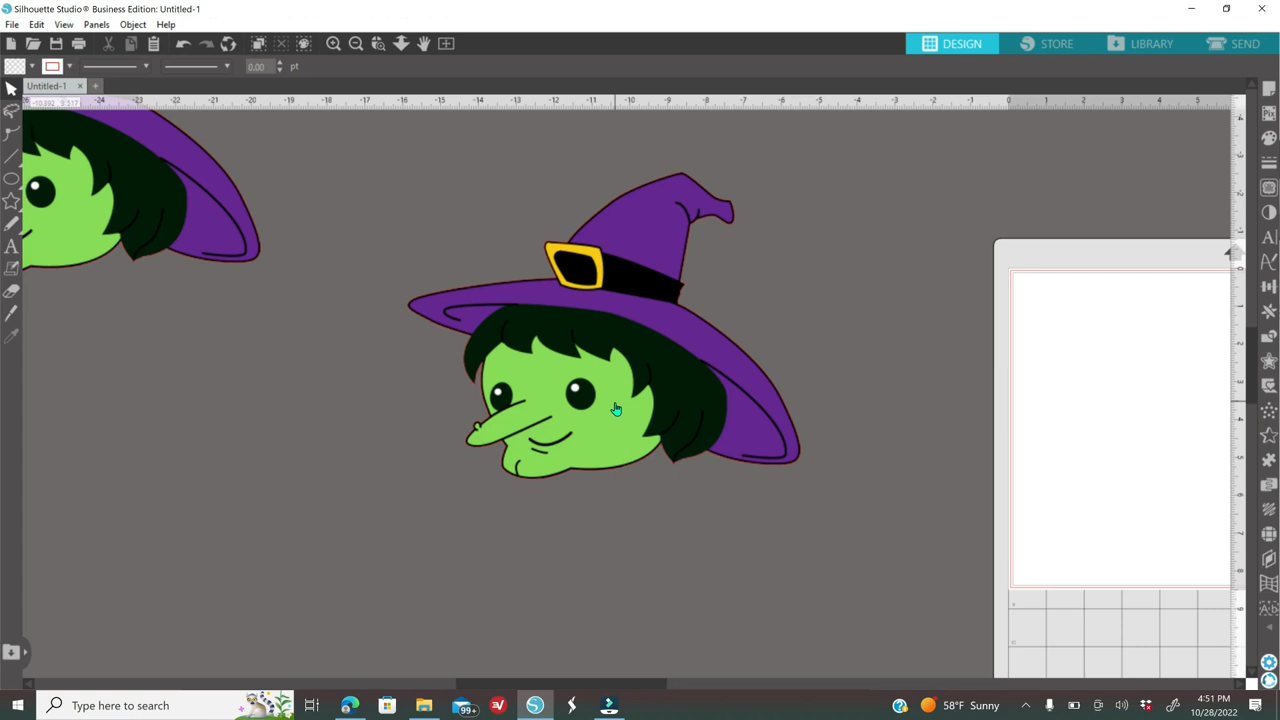 Silhouette Studio® Business Edition: Untitled-1
File Edit View Panels Object Help
DESIGN STORE LIBRARY SEND
0.00 pt
Untitled-1 ×
-24 -23 -22 -21 -20 -19 -18 -17 -16 -15 -14 -13 -12 -11 -10 -9 -8 -7 -6 -5 -4 -3 -2 -1 0 1 2 3 4 5
Type here to search
99+
58°F Sunny
4:51 PM
10/28/2022